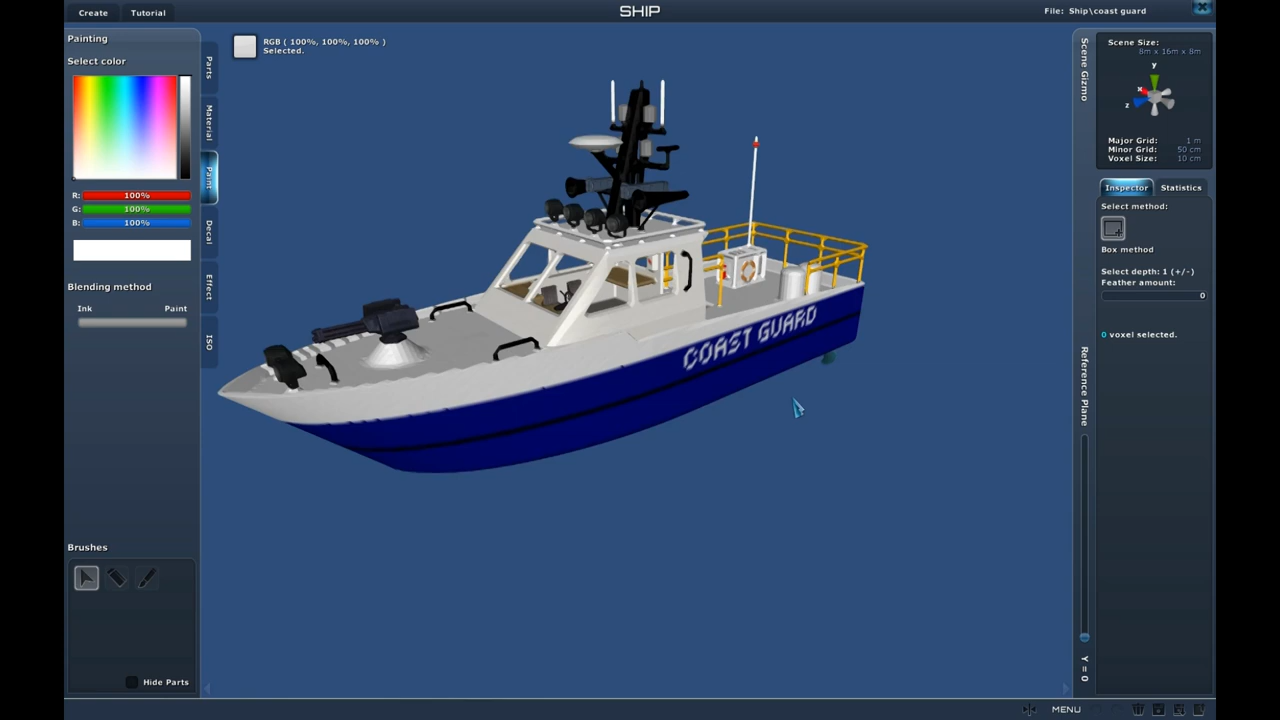 Create
Tutorial
SHIP
File: Ship\coast guard
Painting
Select color
R:
100%
G:
100%
B:
100%
Blending method
Ink
Paint
Brushes
Hide Parts
Parts
Material
Paint
Decal
Effect
ISO
RGB ( 100%, 100%, 100% )
Selected.
COAST GUARD
Scene Gizmo
Reference Plane
Y = 0
Scene Size:
8m x 16m x 8m
y
x
z
Major Grid: 1 m
Minor Grid: 50 cm
Voxel Size: 10 cm
Inspector
Statistics
Select method:
Box method
Select depth: 1 (+/-)
Feather amount:
0
0 voxel selected.
MENU